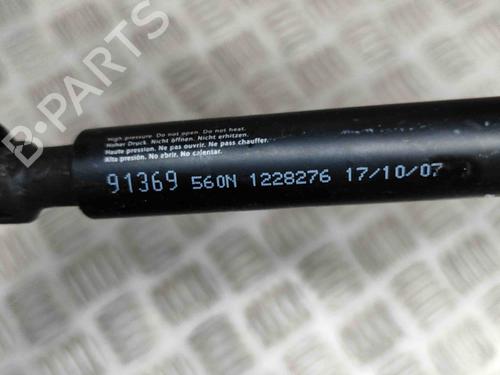 B-PARTS
High pressure. Do not open. Do not heat.
Hoher Druck. Nicht öffnen. Nicht erhitzen.
Haute pression. Ne pas ouvrir. Ne pass chauffer.
Alta presión. No abrir. No calentar.
91369 560N 1228276 17/10/07